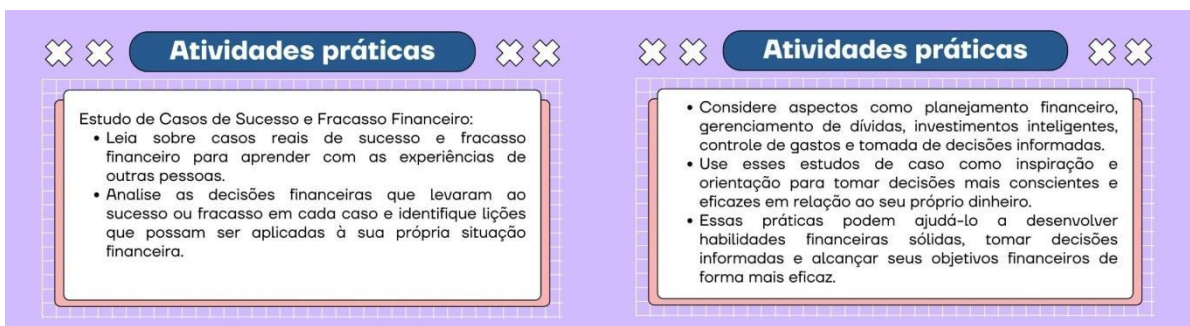 Atividades práticas
Estudo de Casos de Sucesso e Fracasso Financeiro:
• Leia sobre casos reais de sucesso e fracasso
financeiro para aprender com as experiências de
outras pessoas.
• Analise as decisões financeiras que levaram ao
sucesso ou fracasso em cada caso e identifique lições
que possam ser aplicadas à sua própria situação
financeira.
Atividades práticas
• Considere aspectos como planejamento financeiro,
gerenciamento de dívidas, investimentos inteligentes,
controle de gastos e tomada de decisões informadas.
• Use esses estudos de caso como inspiração e
orientação para tomar decisões mais conscientes e
eficazes em relação ao seu próprio dinheiro.
• Essas práticas podem ajudá-lo a desenvolver
habilidades financeiras sólidas, tomar decisões
informadas e alcançar seus objetivos financeiros de
forma mais eficaz.